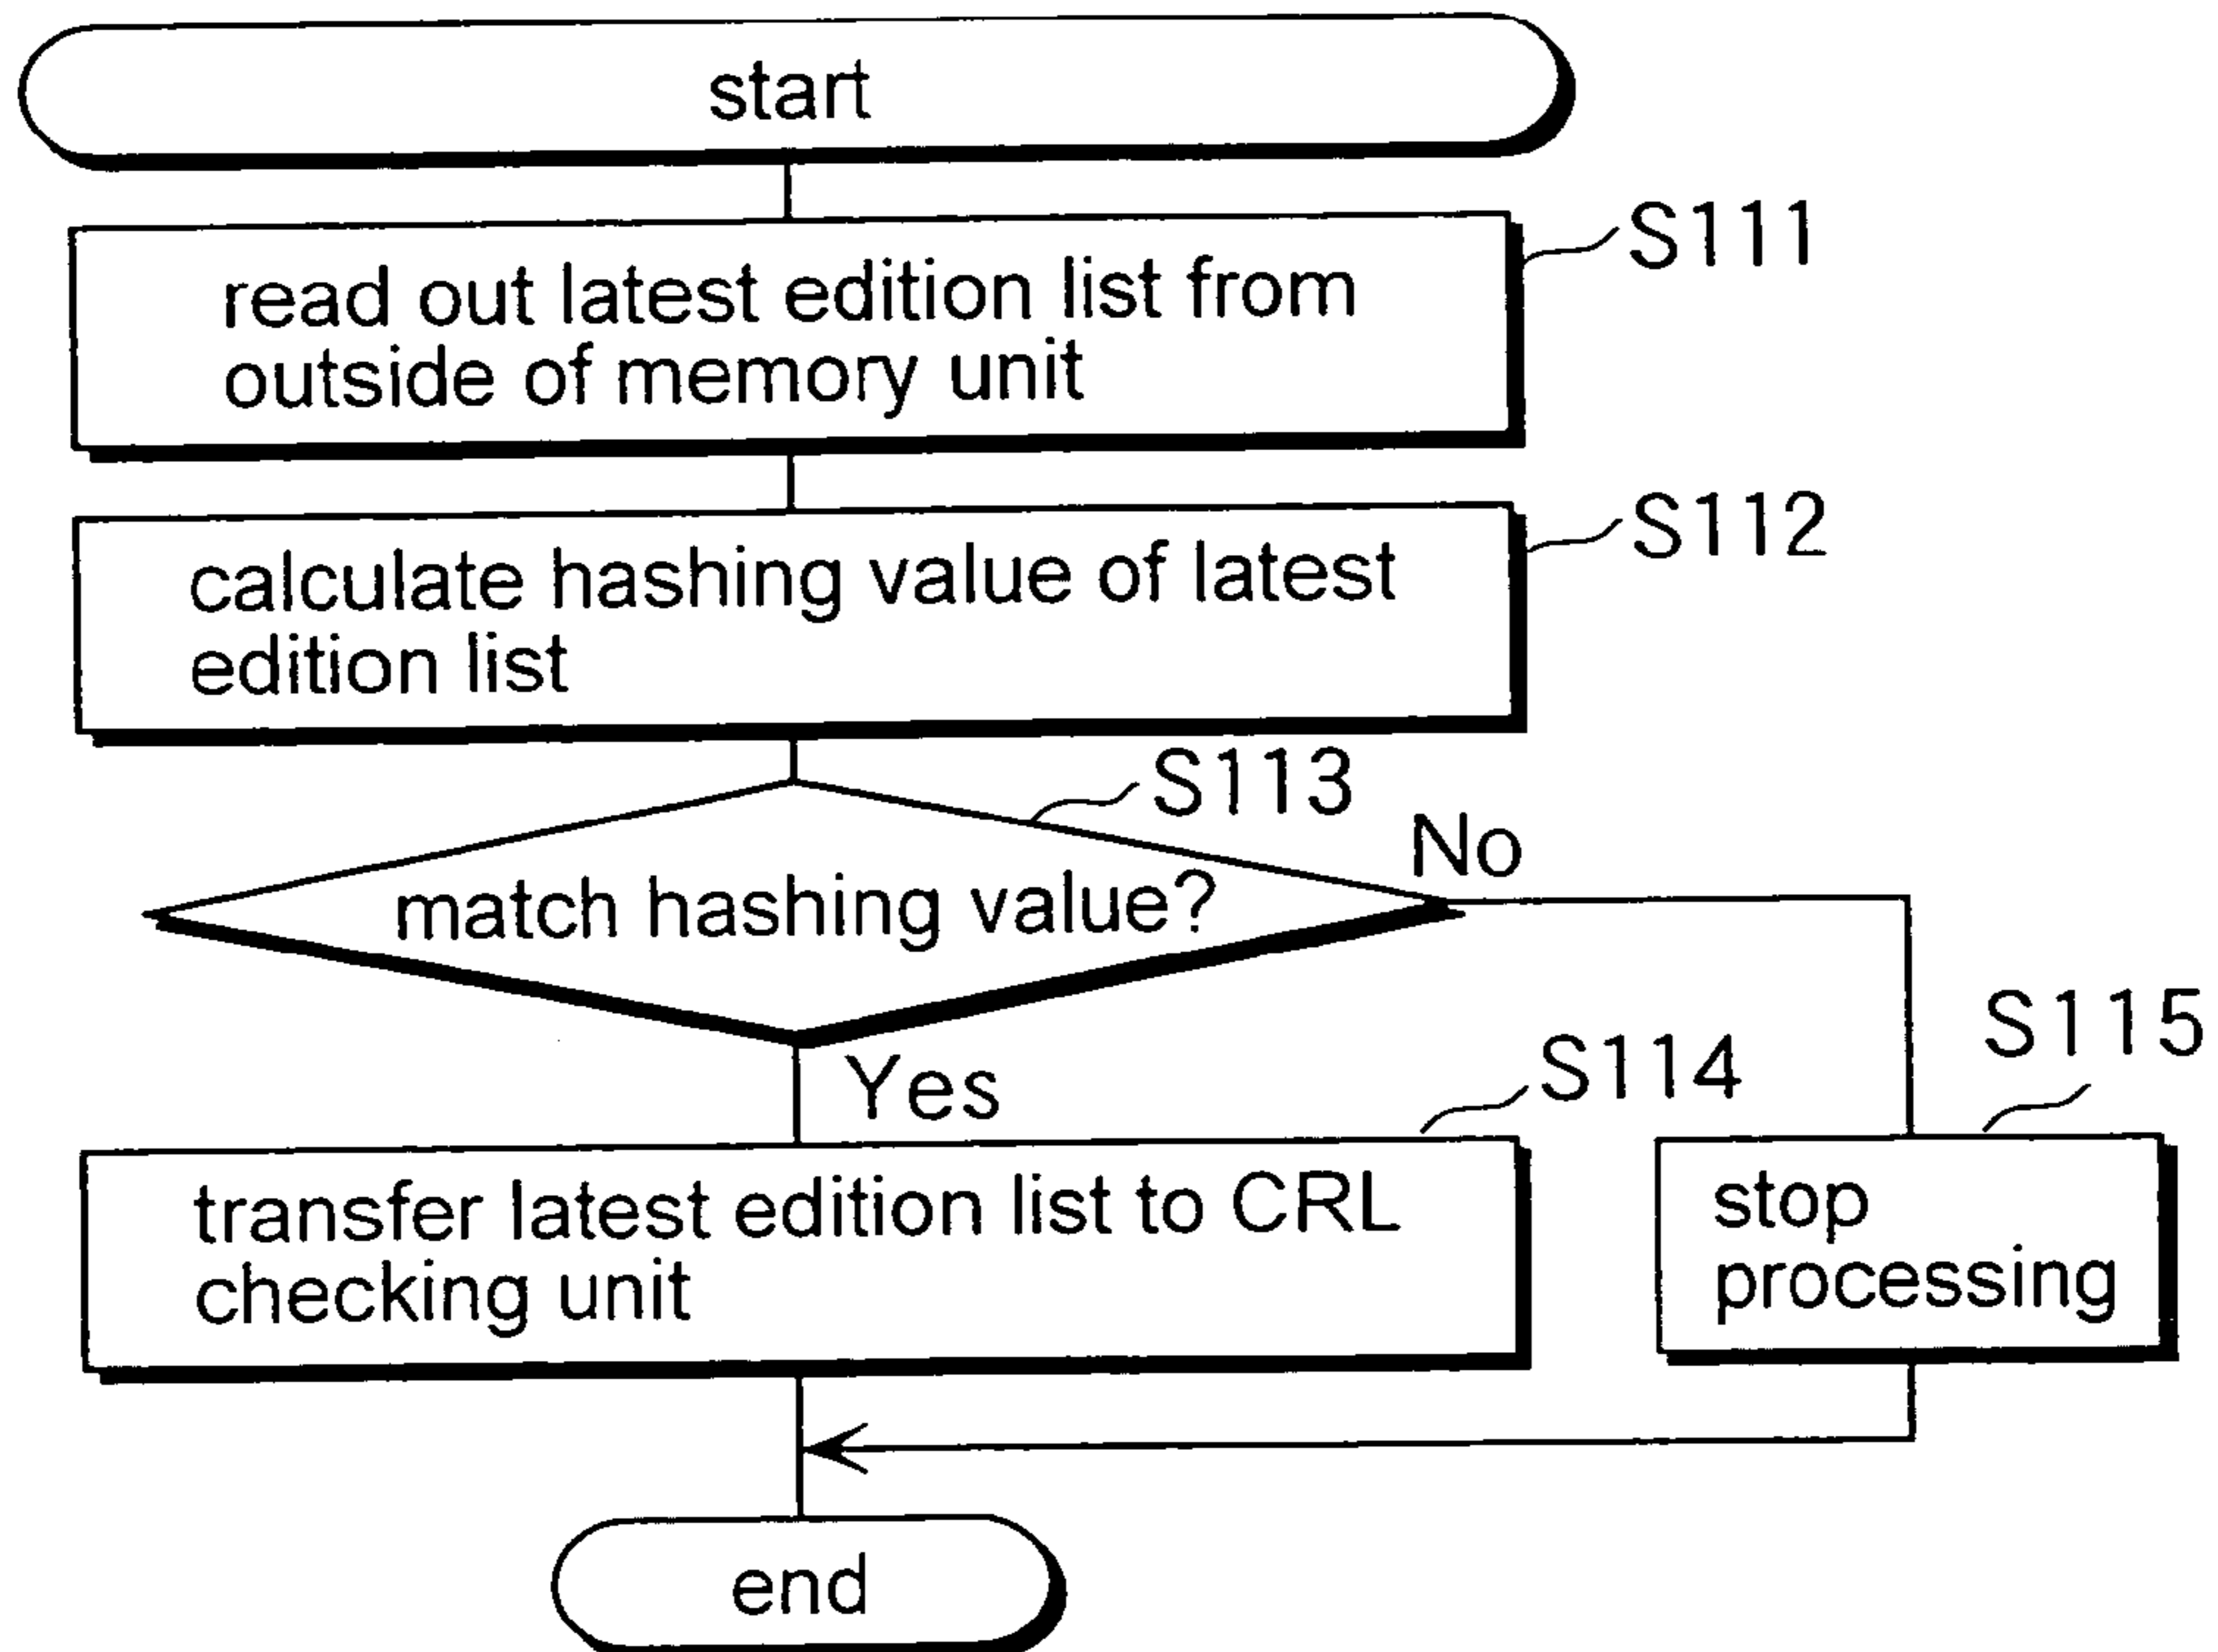 start
S111
read out latest edition list from
outside of memory unit
S112
calculate hashing value of latest
edition list
S113
No
match hashing value?
Yes
S114
S115
transfer latest edition list to CRL
checking unit
stop
processing
end